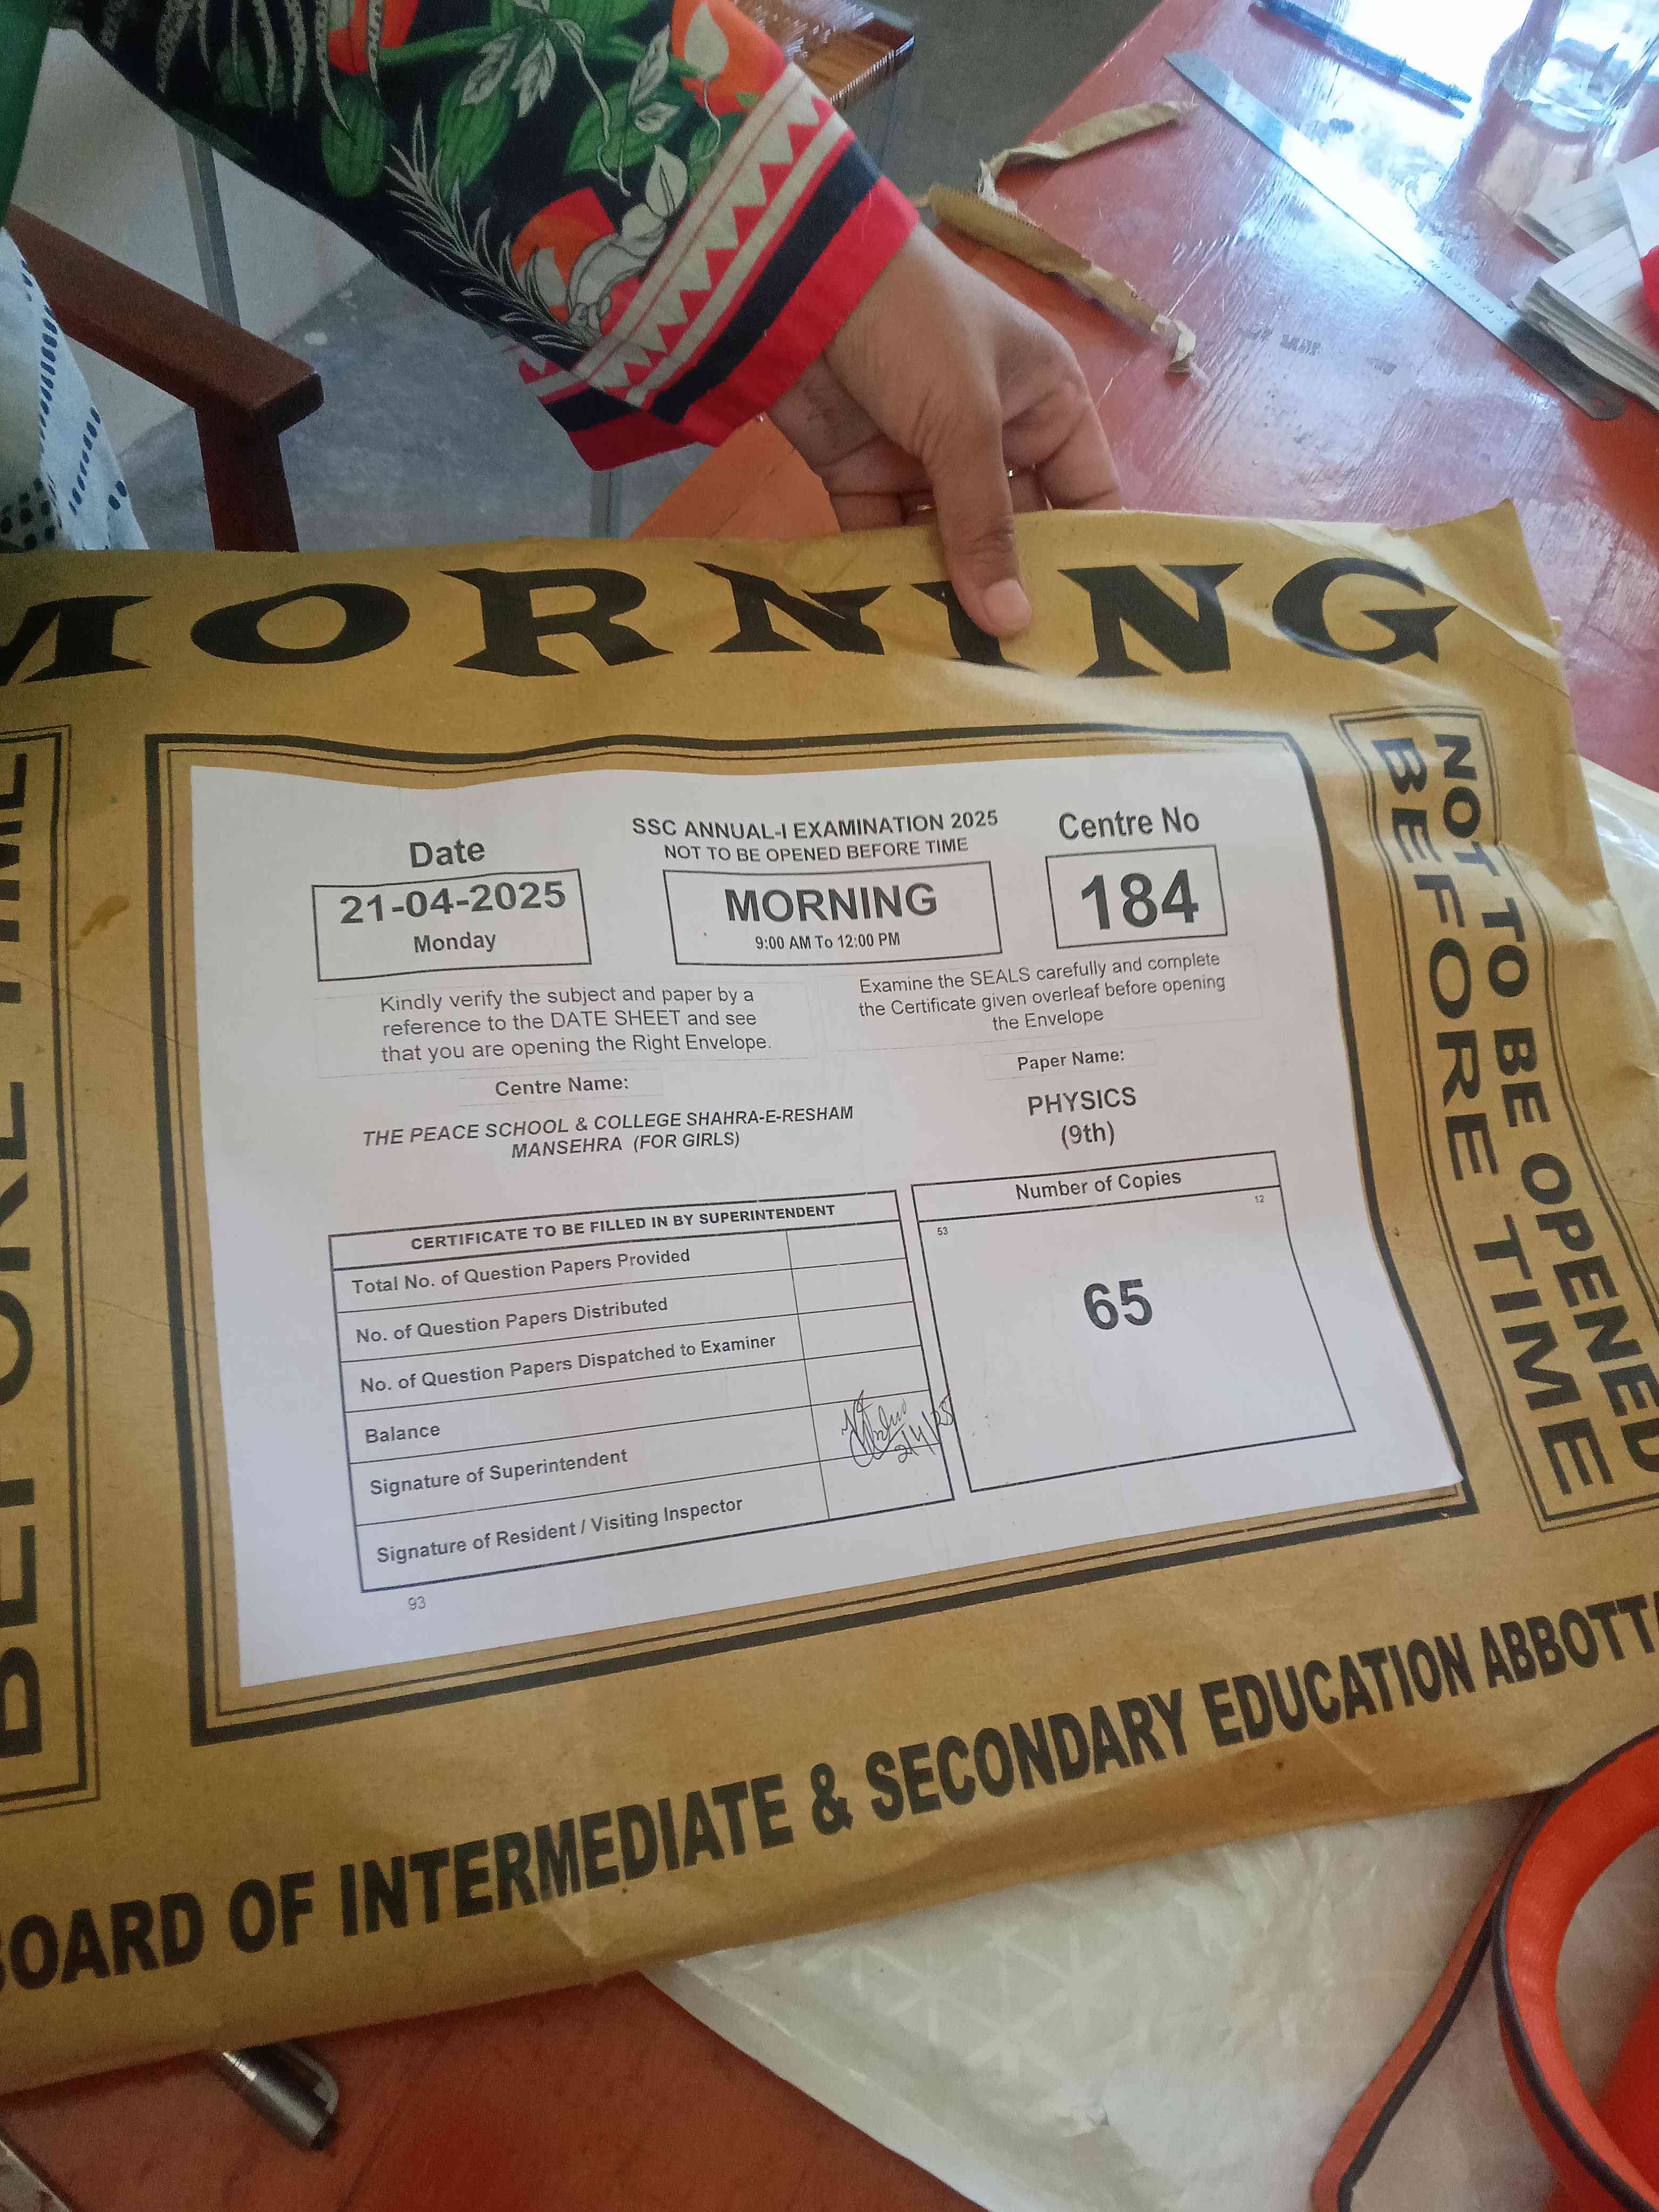 MORNING
Date
21-04-2025
Monday
SSC ANNUAL-I EXAMINATION 2025
NOT TO BE OPENED BEFORE TIME
MORNING
9:00 AM To 12:00 PM
Centre No
184
Kindly verify the subject and paper by a
reference to the DATE SHEET and see
that you are opening the Right Envelope.
Examine the SEALS carefully and complete
the Certificate given overleaf before opening
the Envelope
Centre Name:
THE PEACE SCHOOL & COLLEGE SHAHRA-E-RESHAM
MANSEHRA (FOR GIRLS)
Paper Name:
PHYSICS
(9th)
CERTIFICATE TO BE FILLED IN BY SUPERINTENDENT
Total No. of Question Papers Provided
No. of Question Papers Distributed
No. of Question Papers Dispatched to Examiner
Balance
Signature of Superintendent
Signature of Resident / Visiting Inspector
Number of Copies
53
12
65
93
NOT TO BE OPENED
BEFORE TIME
BEFORE TIME
BOARD OF INTERMEDIATE & SECONDARY EDUCATION ABBOTT